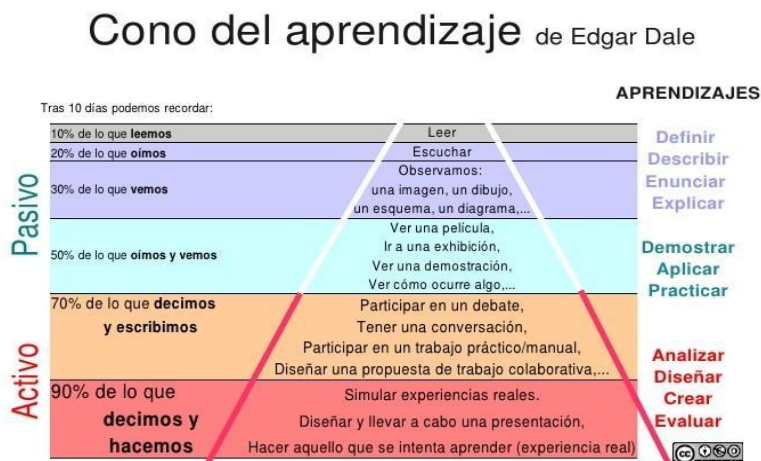 Cono del aprendizaje de Edgar Dale
APRENDIZAJES
Tras 10 días podemos recordar:
10% de lo que leemos
Leer
20% de lo que oímos
Escuchar
30% de lo que vemos
Observamos:
una imagen, un dibujo,
un esquema, un diagrama,...
Definir
Describir
Enunciar
Explicar
Pasivo
50% de lo que oímos y vemos
Ver una película,
Ir a una exhibición,
Ver una demostración,
Ver cómo ocurre algo,...
Demostrar
Aplicar
Practicar
70% de lo que decimos
y escribimos
Participar en un debate,
Tener una conversación,
Participar en un trabajo práctico/manual,
Diseñar una propuesta de trabajo colaborativa,...
Activo
90% de lo que
decimos y
hacemos
Simular experiencias reales.
Diseñar y llevar a cabo una presentación,
Hacer aquello que se intenta aprender (experiencia real)
Analizar
Diseñar
Crear
Evaluar
cc